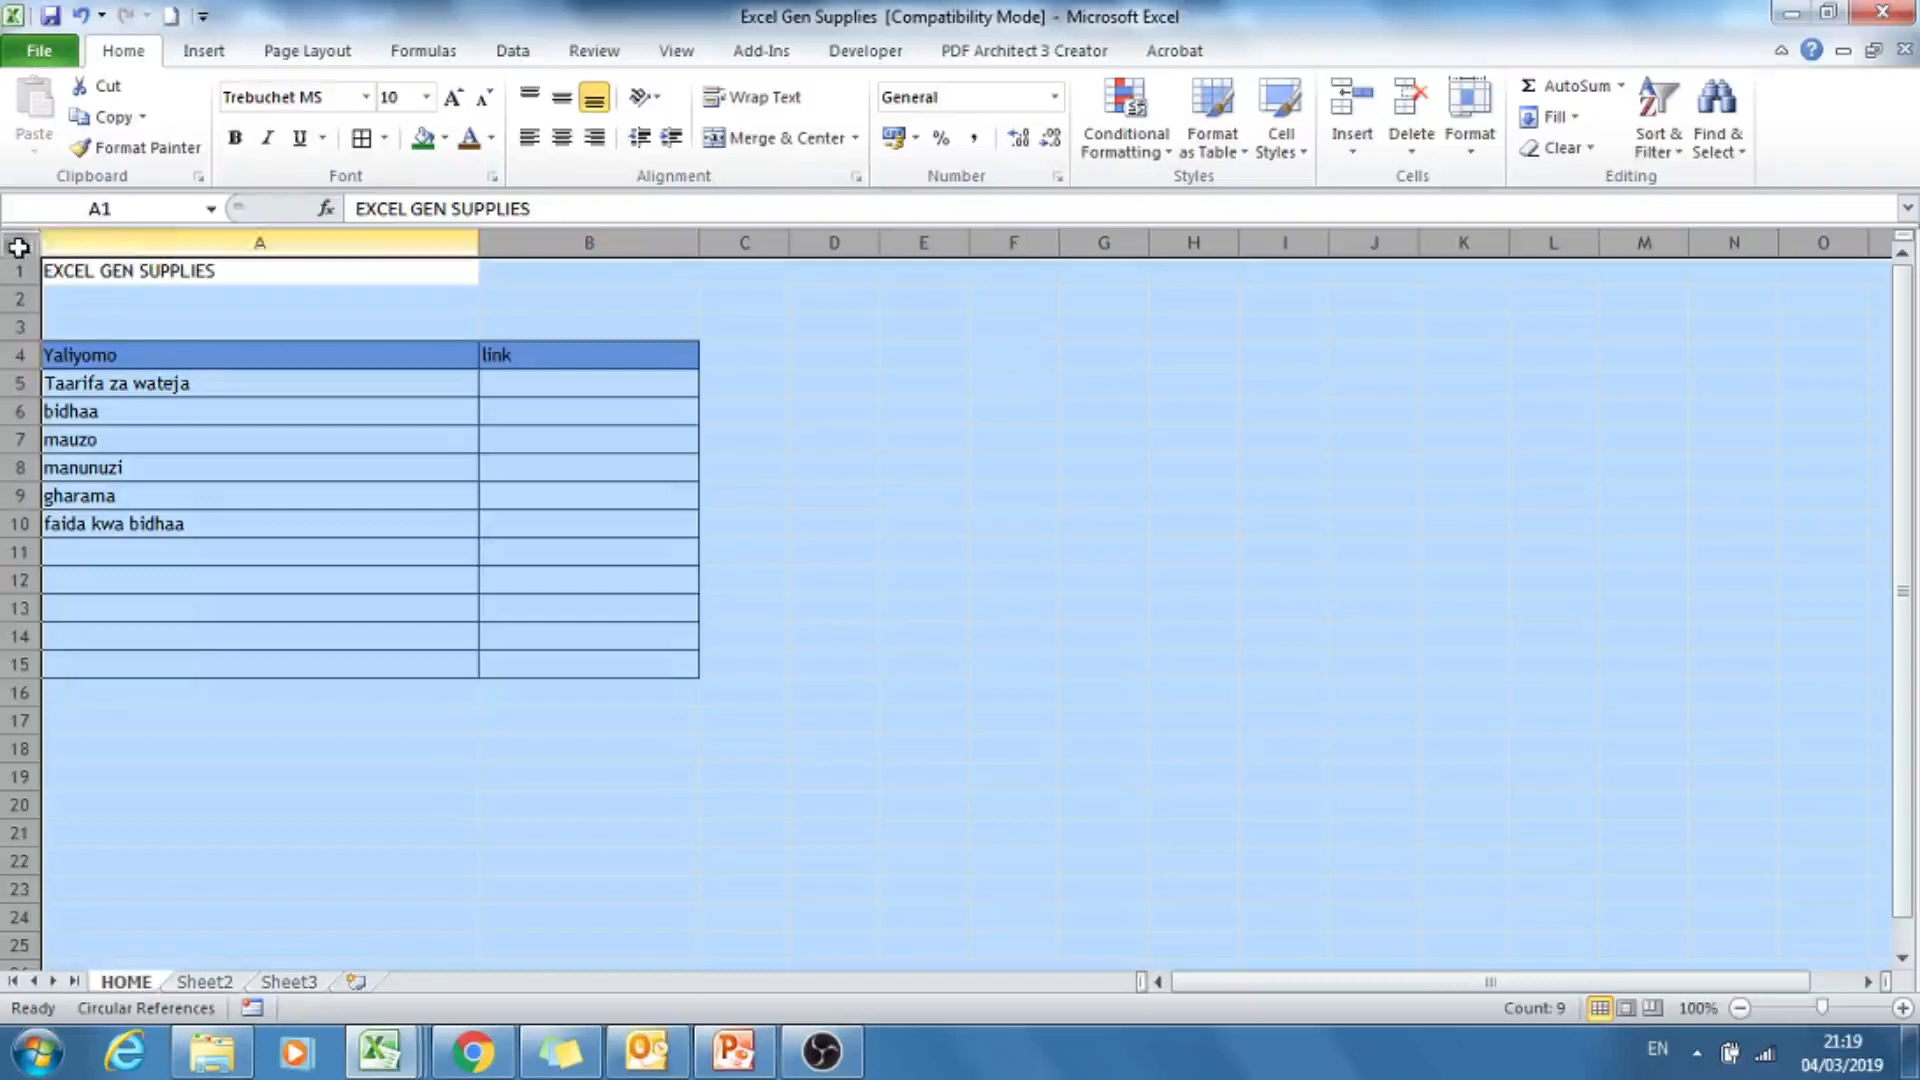 Excel Gen Supplies [Compatibility Mode] - Microsoft Excel
File Home Insert Page Layout Formulas Data Review View Add-Ins Developer PDF Architect 3 Creator Acrobat
Paste
Cut
Copy
Format Painter
Clipboard
Trebuchet MS 10
B I U
Font
Wrap Text
Merge & Center
Alignment
General
%
Number
Conditional Formatting
Format as Table
Cell Styles
Styles
Insert
Delete
Format
Cells
Σ AutoSum
Fill
Clear
Sort & Filter
Find & Select
Editing
A1 fx EXCEL GEN SUPPLIES
A B C D E F G H I J K L M N O
1 EXCEL GEN SUPPLIES
2
3
4 Yaliyomo link
5 Taarifa za wateja
6 bidhaa
7 mauzo
8 manunuzi
9 gharama
10 faida kwa bidhaa
11
12
13
14
15
16
17
18
19
20
21
22
23
24
25
HOME Sheet2 Sheet3
Ready Circular References Count: 9 100%
EN 21:19
04/03/2019